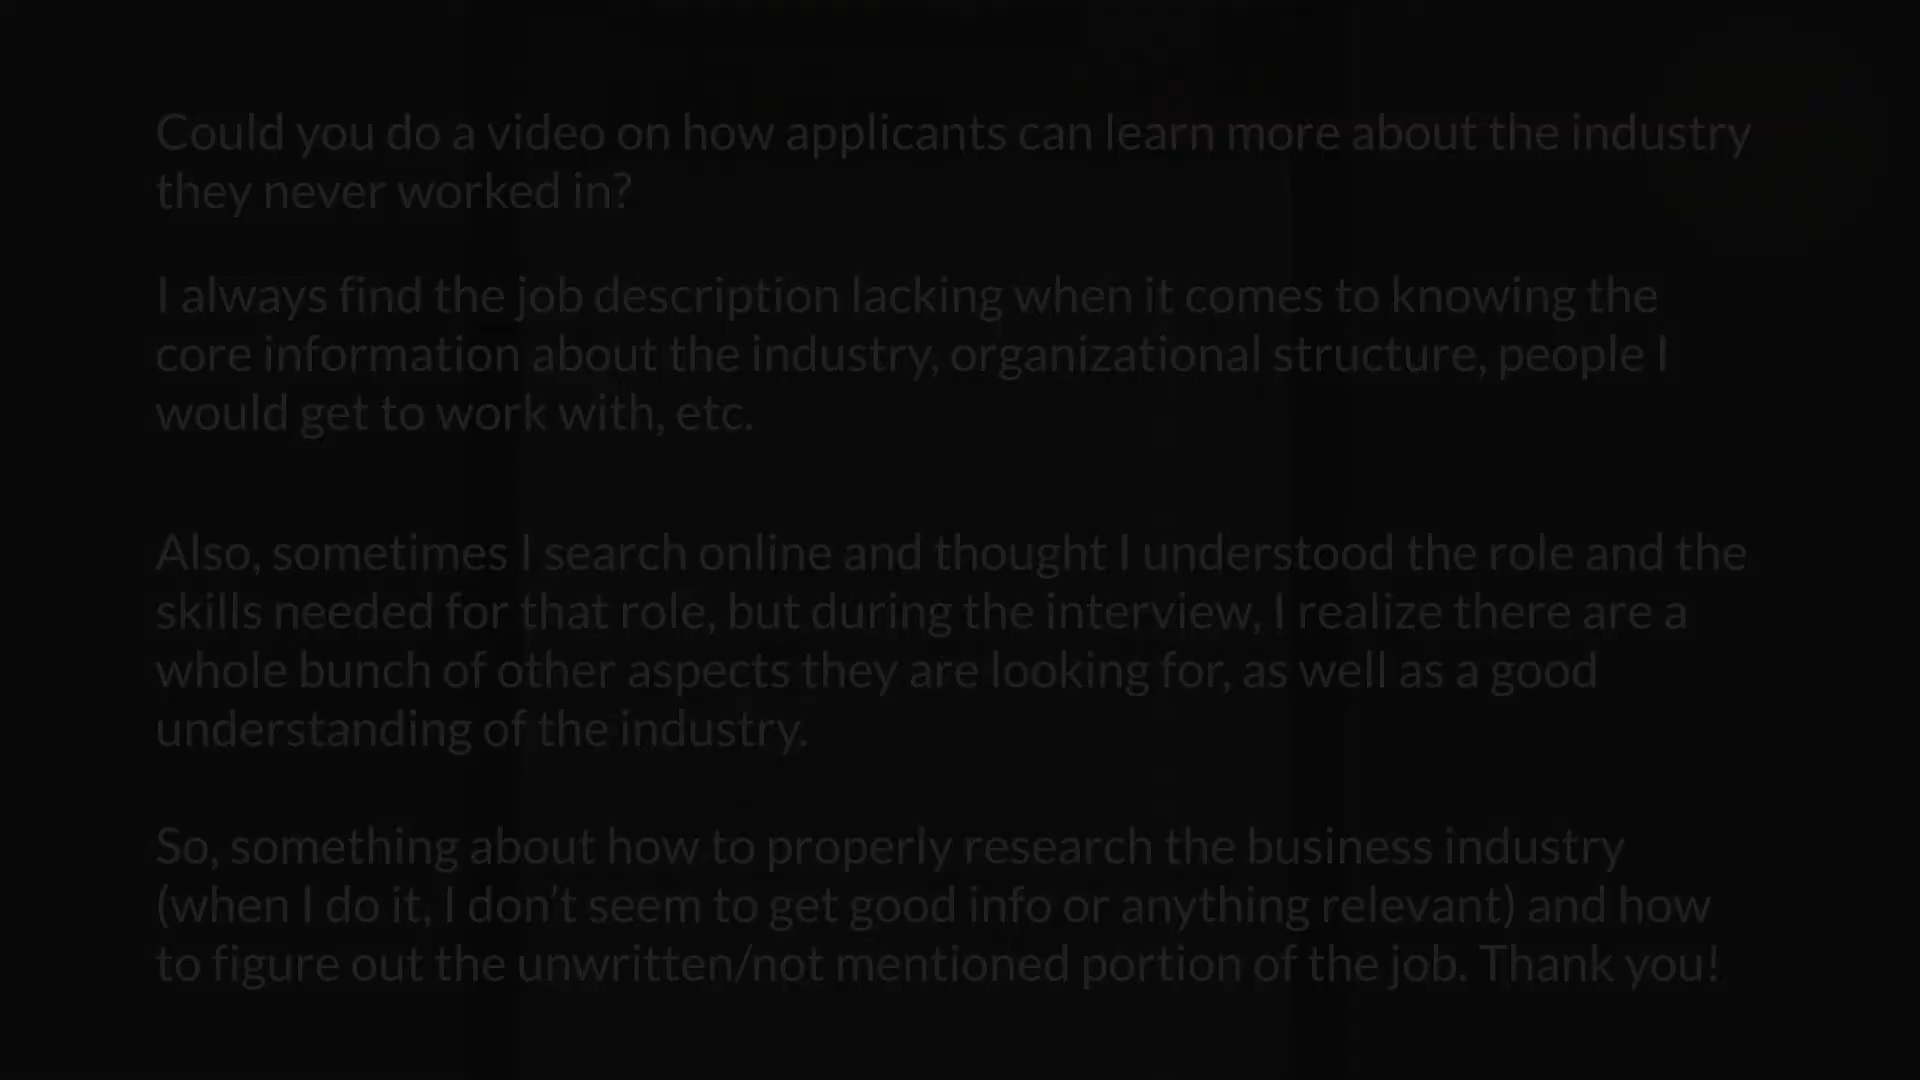 Could you do a video on how applicants can learn more about the industry
they never worked in?
I always find the job description lacking when it comes to knowing the
core information about the industry, organizational structure, people I
would get to work with, etc.
Also, sometimes I search online and thought I understood the role and the
skills needed for that role, but during the interview, I realize there are a
whole bunch of other aspects they are looking for, as well as a good
understanding of the industry.
So, something about how to properly research the business industry
(when I do it, I don't seem to get good info or anything relevant) and how
to figure out the unwritten/not mentioned portion of the job. Thank you!